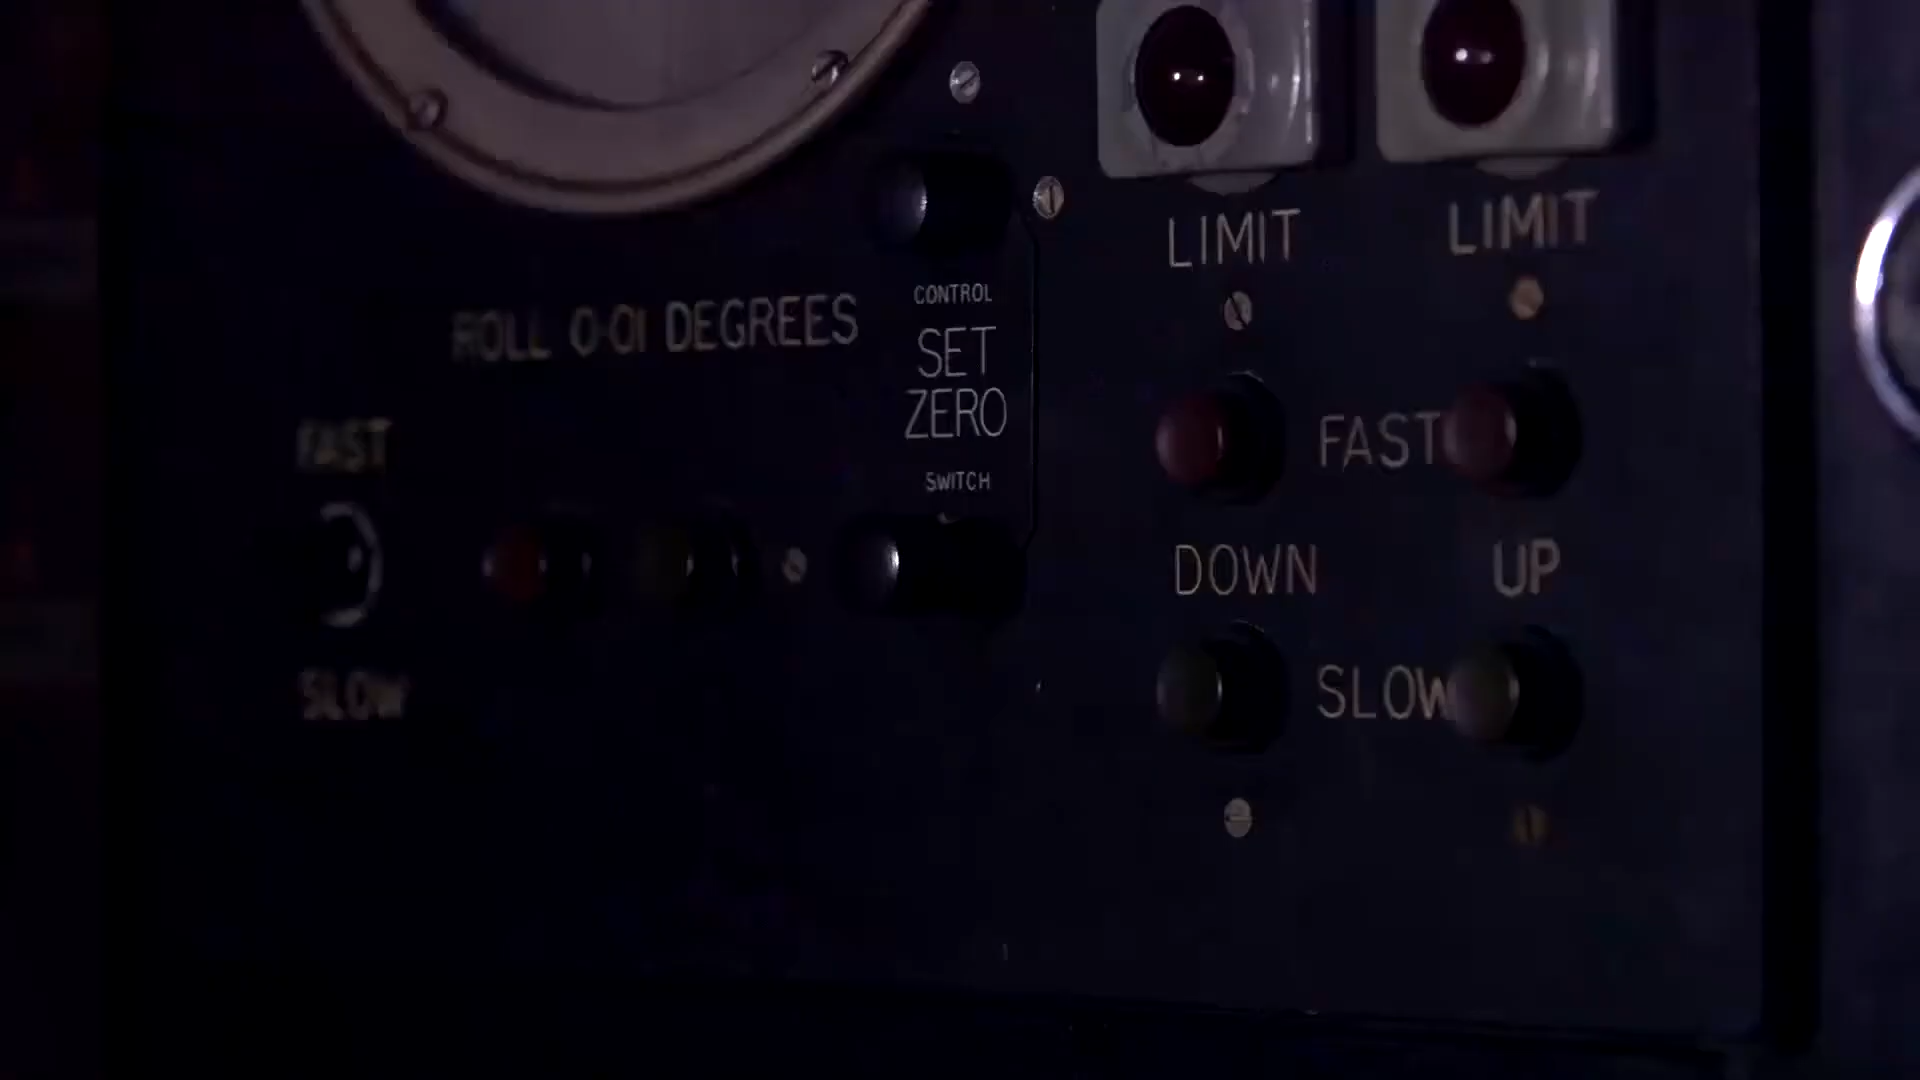 LIMIT LIMIT
CONTROL
ROLL 0·01 DEGREES
SET
ZERO
FAST
FAST
SWITCH
DOWN UP
SLOW
SLOW